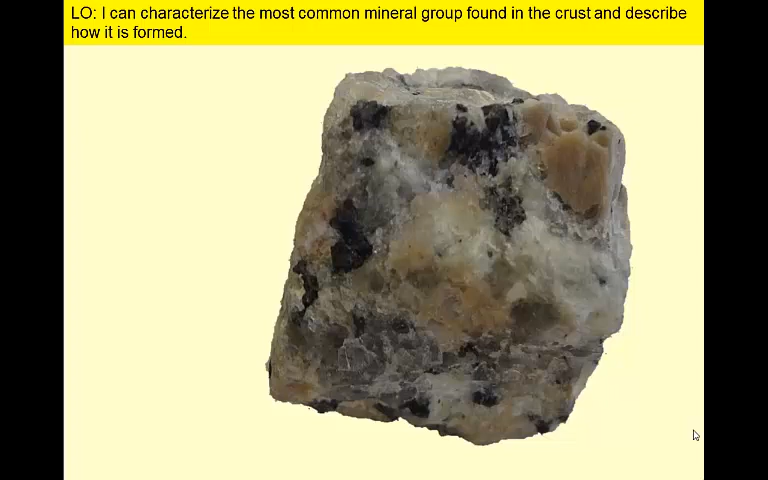 LO: I can characterize the most common mineral group found in the crust and describe
how it is formed.